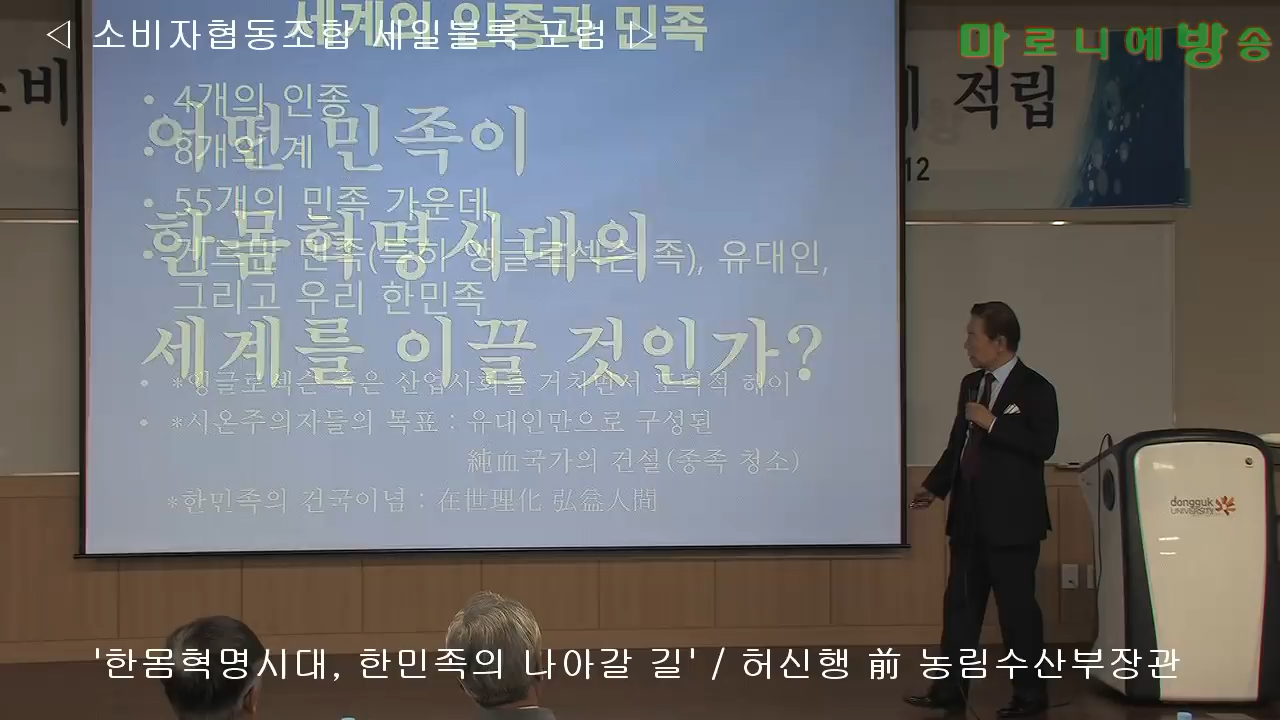 ◁ 소비자협동조합 세일블록 포럼 ▷
마로니에방송
세계의 인종과 민족
비
적립
12
• 4개의 인종
어떤 민족이
• 8개의 계
• 55개의 민족 가운데
한몸혁명시대의
• 게르만 민족(특히 앵글로섹슨 족), 유대인,
그리고 우리 한민족
세계를 이끌 것인가?
• *앵글로섹슨 족은 산업사회를 거치면서 도덕적 해이
• *시온주의자들의 목표 : 유대인만으로 구성된
純血국가의 건설(종족 청소)
*한민족의 건국이념 : 在世理化 弘益人間
dongguk
UNIVERSITY
'한몸혁명시대, 한민족의 나아갈 길' / 허신행 前 농림수산부장관